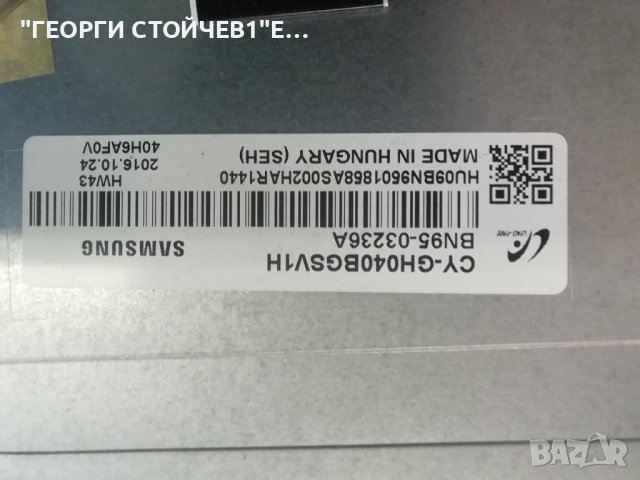 "ГЕОРГИ СТОЙЧЕВ1"Е...
CY-GH040BGSV1H
BN95-03236A
SAMSUNG
LEAD-FREE
HU09BN9501858AS002HAR1440
MADE IN HUNGARY (SEH)
HW43
2016.10.24
40H6AF0V
BAZAR